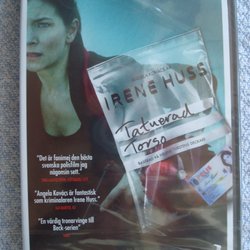 IRENE HUSS
Tatuerad
Torso
"Det är fanimej den bästa
svenska polisfilm jag
någonsin sett."
"Angela Kovács är fantastisk
som kriminalaren Irene Huss."
"En värdig tronarvinge till
Beck-serien"